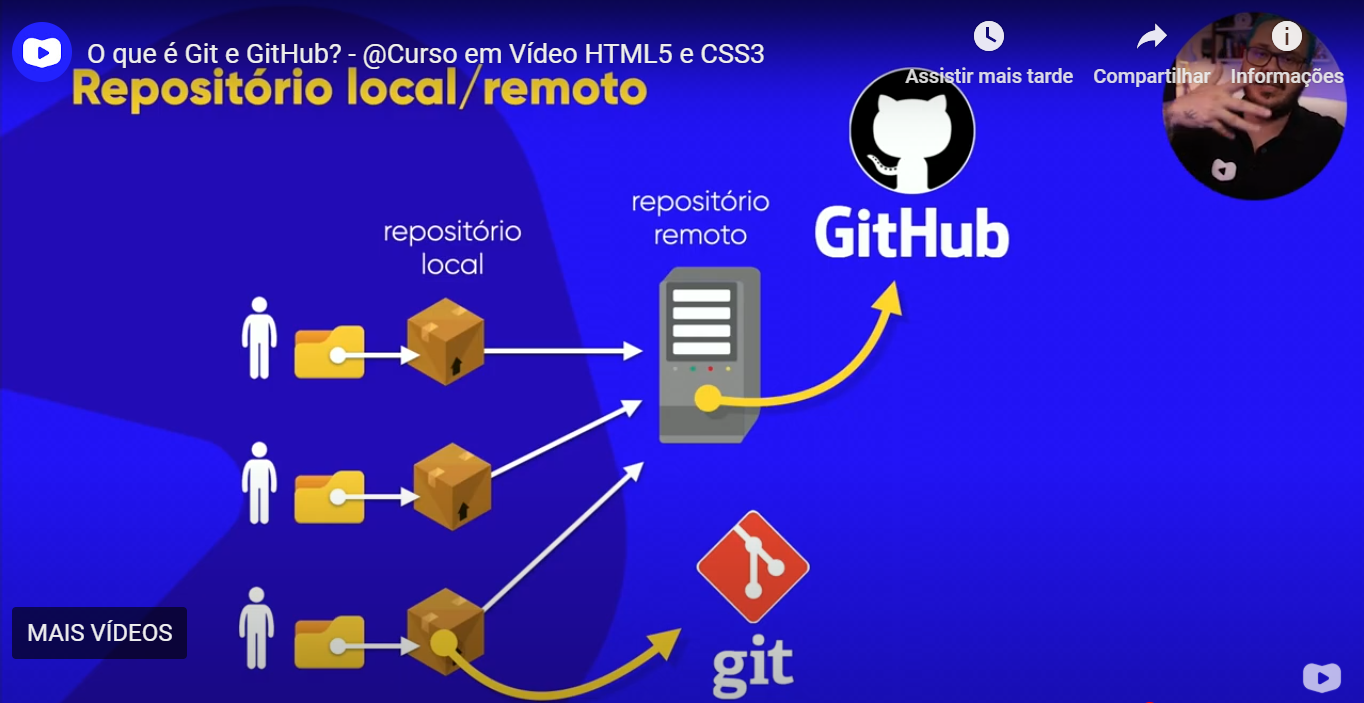 O que é Git e GitHub? - @Curso em Vídeo HTML5 e CSS3
Assistir mais tarde
Compartilhar
Informações
Repositório local/remoto
repositório
local
repositório
remoto
GitHub
git
MAIS VÍDEOS